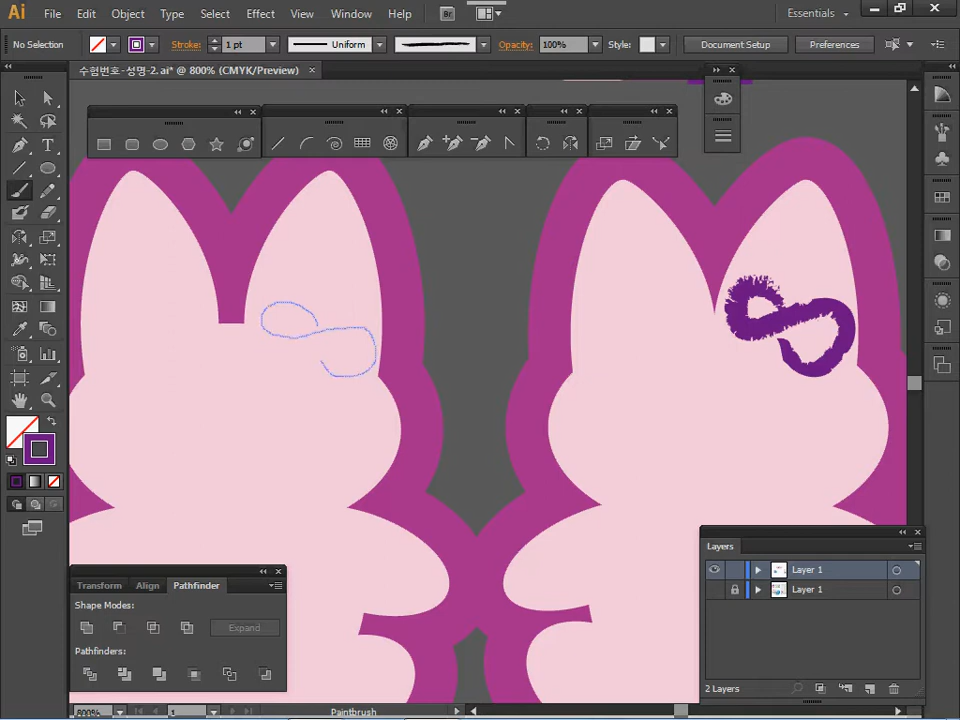 Ai File Edit Object Type Select Effect View Window Help Br Essentials
No Selection Stroke: 1 pt Uniform Opacity: 100% Style: Document Setup Preferences
수험번호-성명-2.ai* @ 800% (CMYK/Preview)
Layers
Layer 1
Layer 1
2 Layers
Transform Align Pathfinder
Shape Modes:
Expand
Pathfinders:
800% 1 Paintbrush